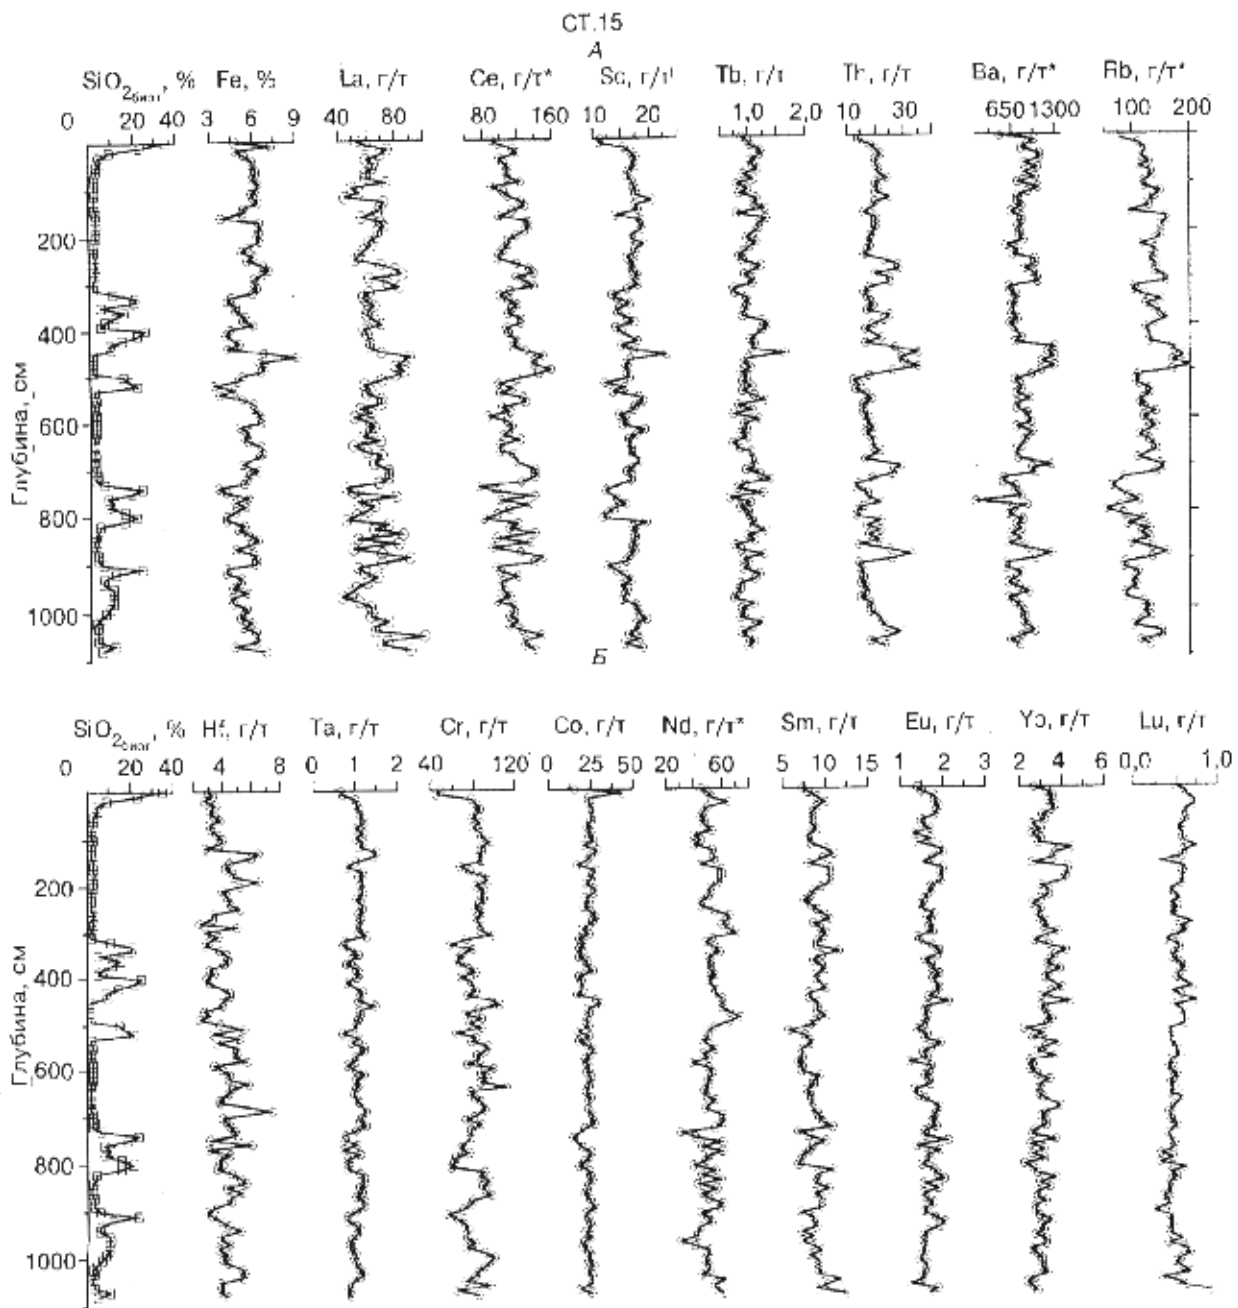 СТ.15
А
SiO2биог, % Fe, % La, г/т Ce, г/т* Sc, г/т Tb, г/т Th, г/т Ba, г/т* Rb, г/т*
0 20 40 3 6 9 40 80 80 160 10 20 1,0 2,0 10 30 650 1300 100 200
200
400
600
800
1000
Глубина, см
Б
SiO2биог, % Hf, г/т Ta, г/т Cr, г/т Co, г/т Nd, г/т* Sm, г/т Eu, г/т Yb, г/т Lu, г/т
0 20 40 4 8 0 1 2 40 120 0 25 50 20 60 5 10 15 1 2 3 2 4 6 0,0 1,0
200
400
600
800
1000
Глубина, см